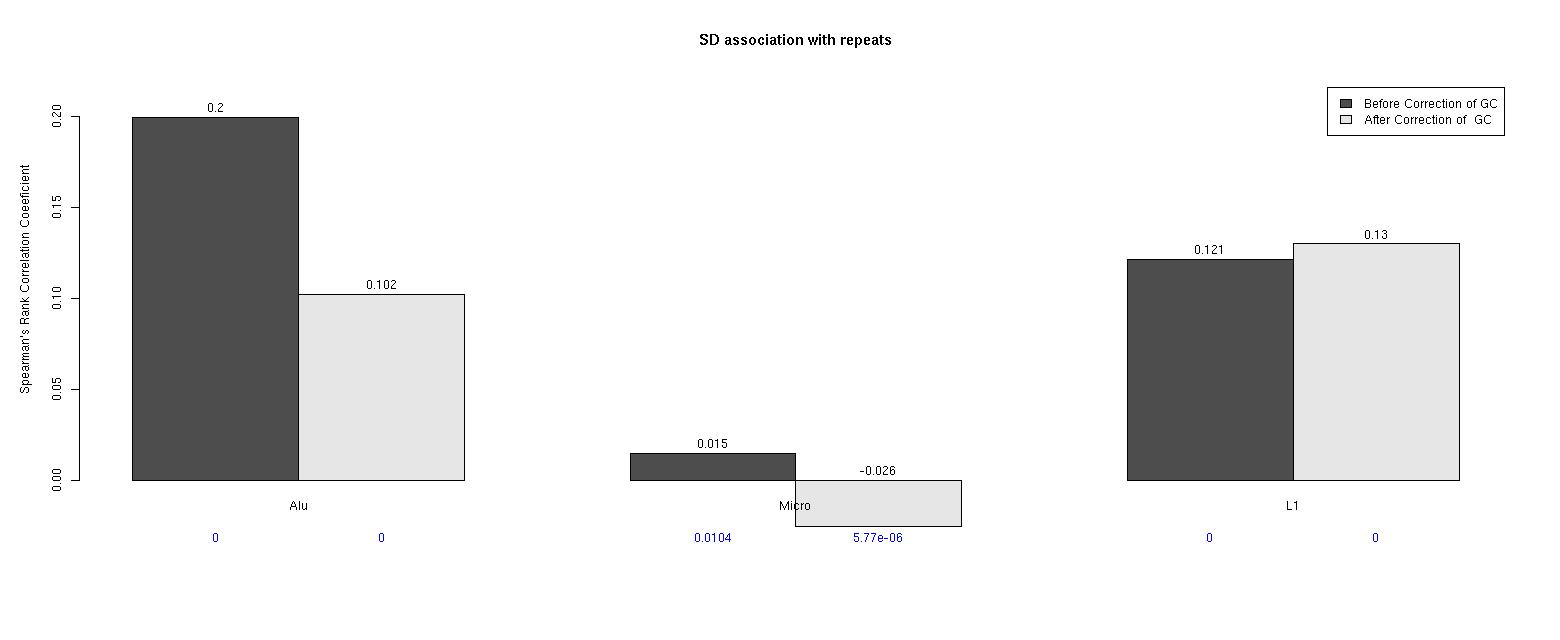 SD association with repeats
Before Correction of GC
After Correction of  GC
Spearman's Rank Correlation Coeeficient
0.20
0.15
0.10
0.05
0.00
0.2
0.102
0.015
-0.026
0.121
0.13
Alu
Micro
L1
0
0
0.0104
5.77e-06
0
0